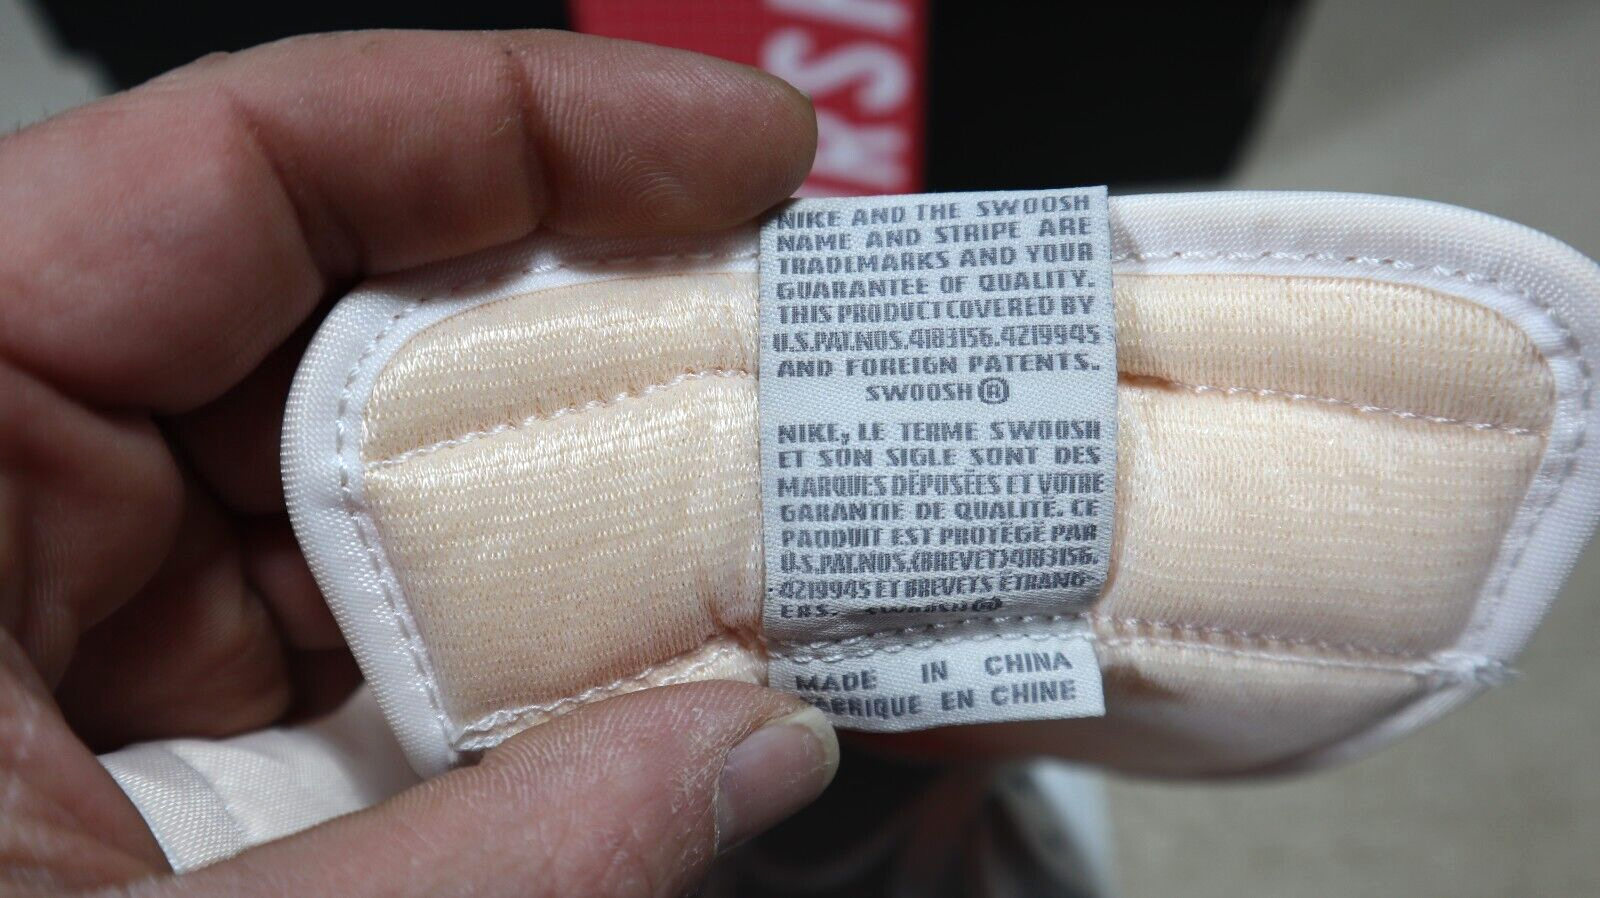 NIKE AND THE SWOOSH
NAME AND STRIPE ARE
TRADEMARKS AND YOUR
GUARANTEE OF QUALITY.
THIS PRODUCT COVERED BY
U.S.PAT.NOS.4183156.4219945
AND FOREIGN PATENTS.
SWOOSH®
NIKE, LE TERME SWOOSH
ET SON SIGLE SONT DES
MARQUES DÉPOSÉES ET VOTRE
GARANTIE DE QUALITÉ. CE
PAODUIT EST PROTÉGÉ PAR
U.S.PAT.NOS.(BREVET)4183156.
4219945 ET BREVETS ÉTRANG-
ERS. SWOOSH®
MADE IN CHINA
FABRIQUE EN CHINE